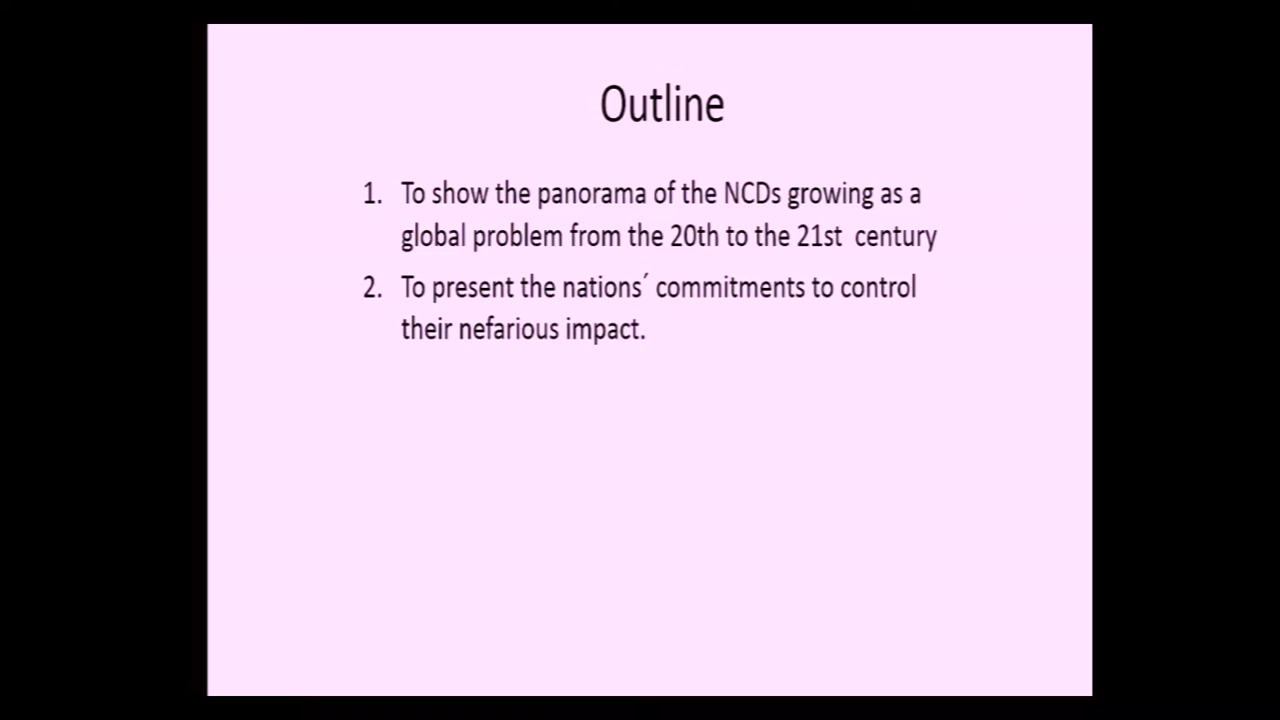 Outline
1. To show the panorama of the NCDs growing as a
global problem from the 20th to the 21st  century
2. To present the nations´ commitments to control
their nefarious impact.